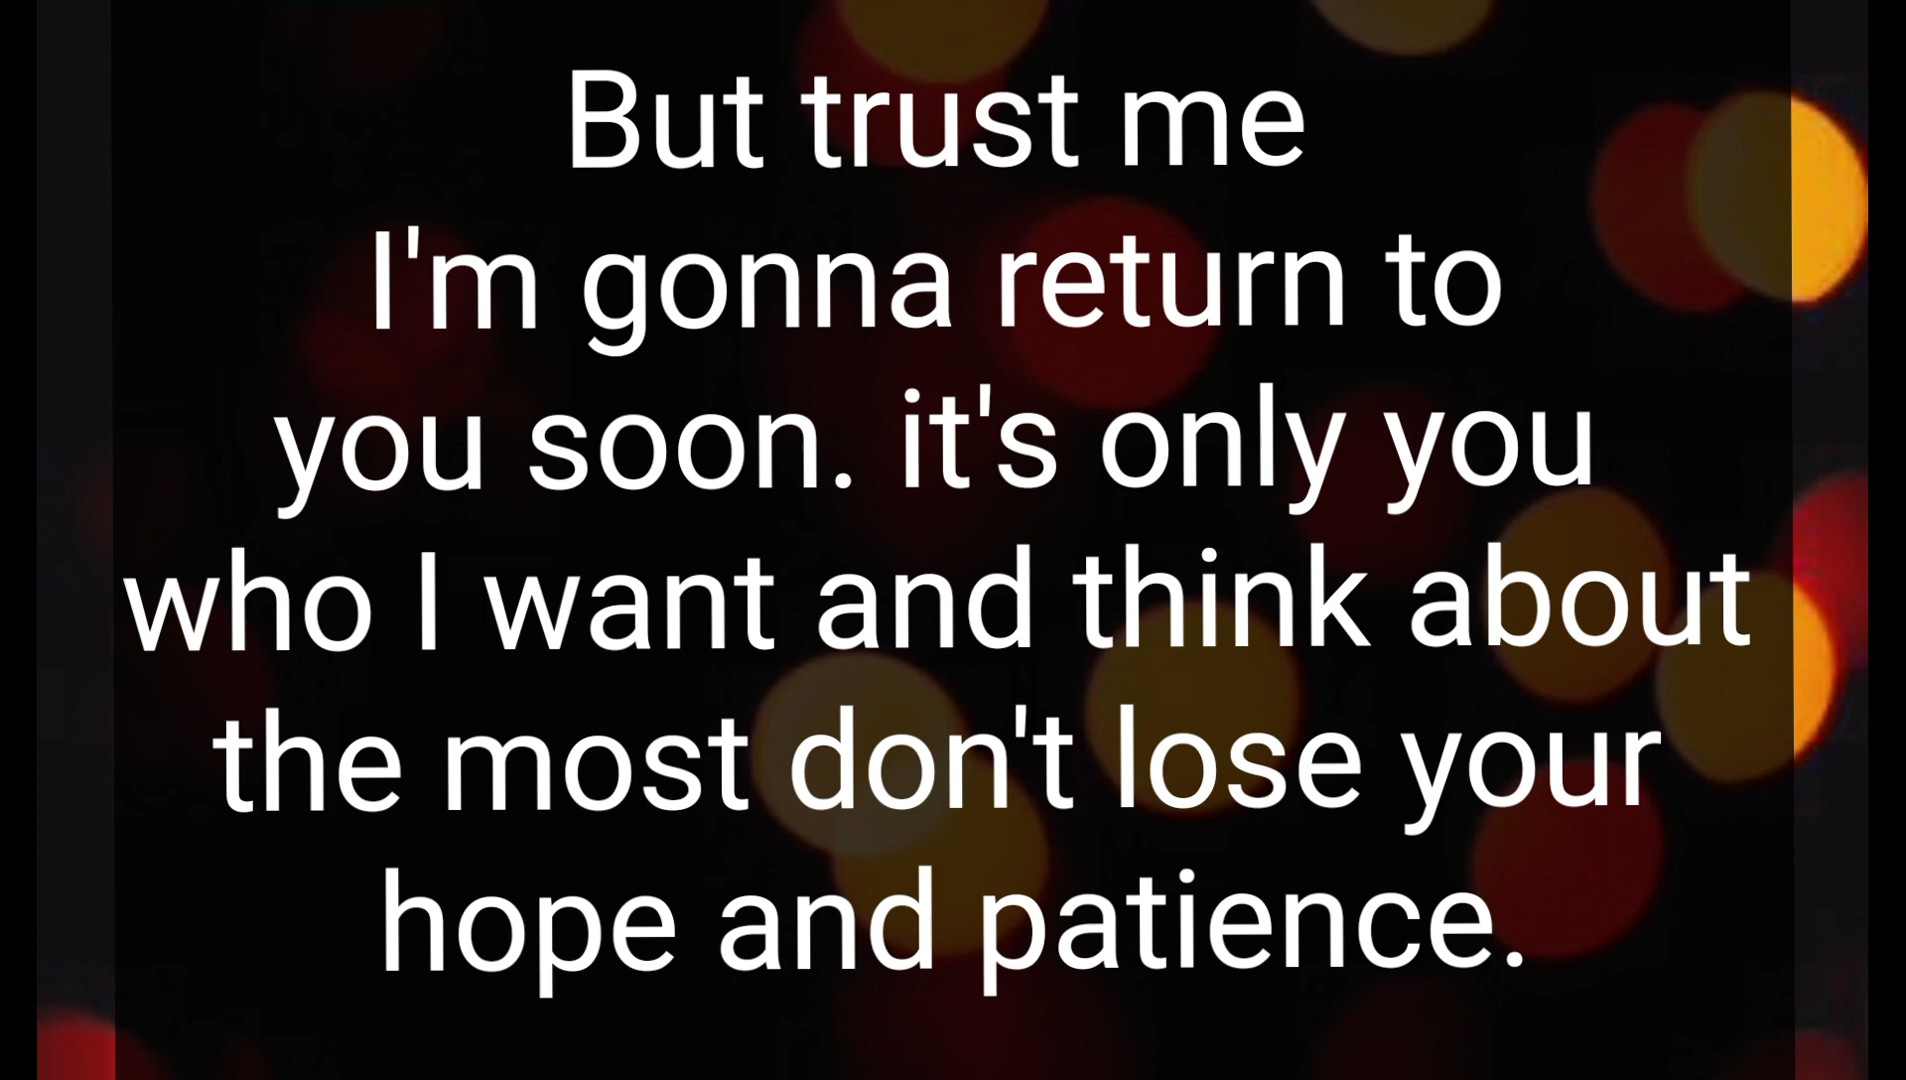 But trust me
I'm gonna return to
you soon. it's only you
who I want and think about
the most don't lose your
hope and patience.